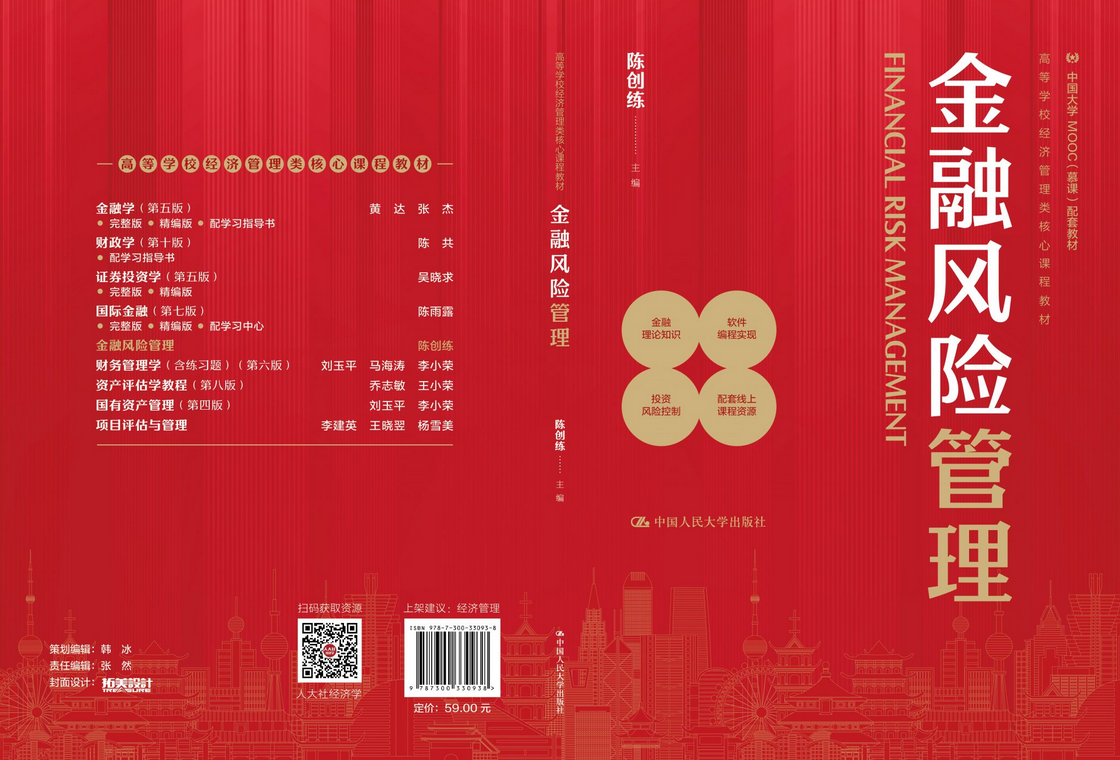 高等学校经济管理类核心课程教材
金融学（第五版） 黄 达 张 杰
● 完整版 ● 精编版 ● 配学习指导书
财政学（第十版） 陈 共
● 配学习指导书
证券投资学（第五版） 吴晓求
● 完整版 ● 精编版
国际金融（第七版） 陈雨露
● 完整版 ● 精编版 ● 配学习中心
金融风险管理 陈创练
财务管理学（含练习题）（第六版） 刘玉平 马海涛 李小荣
资产评估学教程（第八版） 乔志敏 王小荣
国有资产管理（第四版） 刘玉平 李小荣
项目评估与管理 李建英 王晓翌 杨雪美
策划编辑：韩 冰
责任编辑：张 然
封面设计：拓美設計
TREASURE
扫码获取资源
人大社经济学
上架建议：经济管理
ISBN 978-7-300-33093-8
9 787300 330938 >
定价：59.00 元
高等学校经济管理类核心课程教材
金融风险管理
陈创练 …… 主编
中国人民大学出版社
中国大学MOOC（慕课）配套教材
高等学校经济管理类核心课程教材
金融风险管理
FINANCIAL RISK MANAGEMENT
陈创练 ………… 主编
金融
理论知识
软件
编程实现
投资
风险控制
配套线上
课程资源
中国人民大学出版社